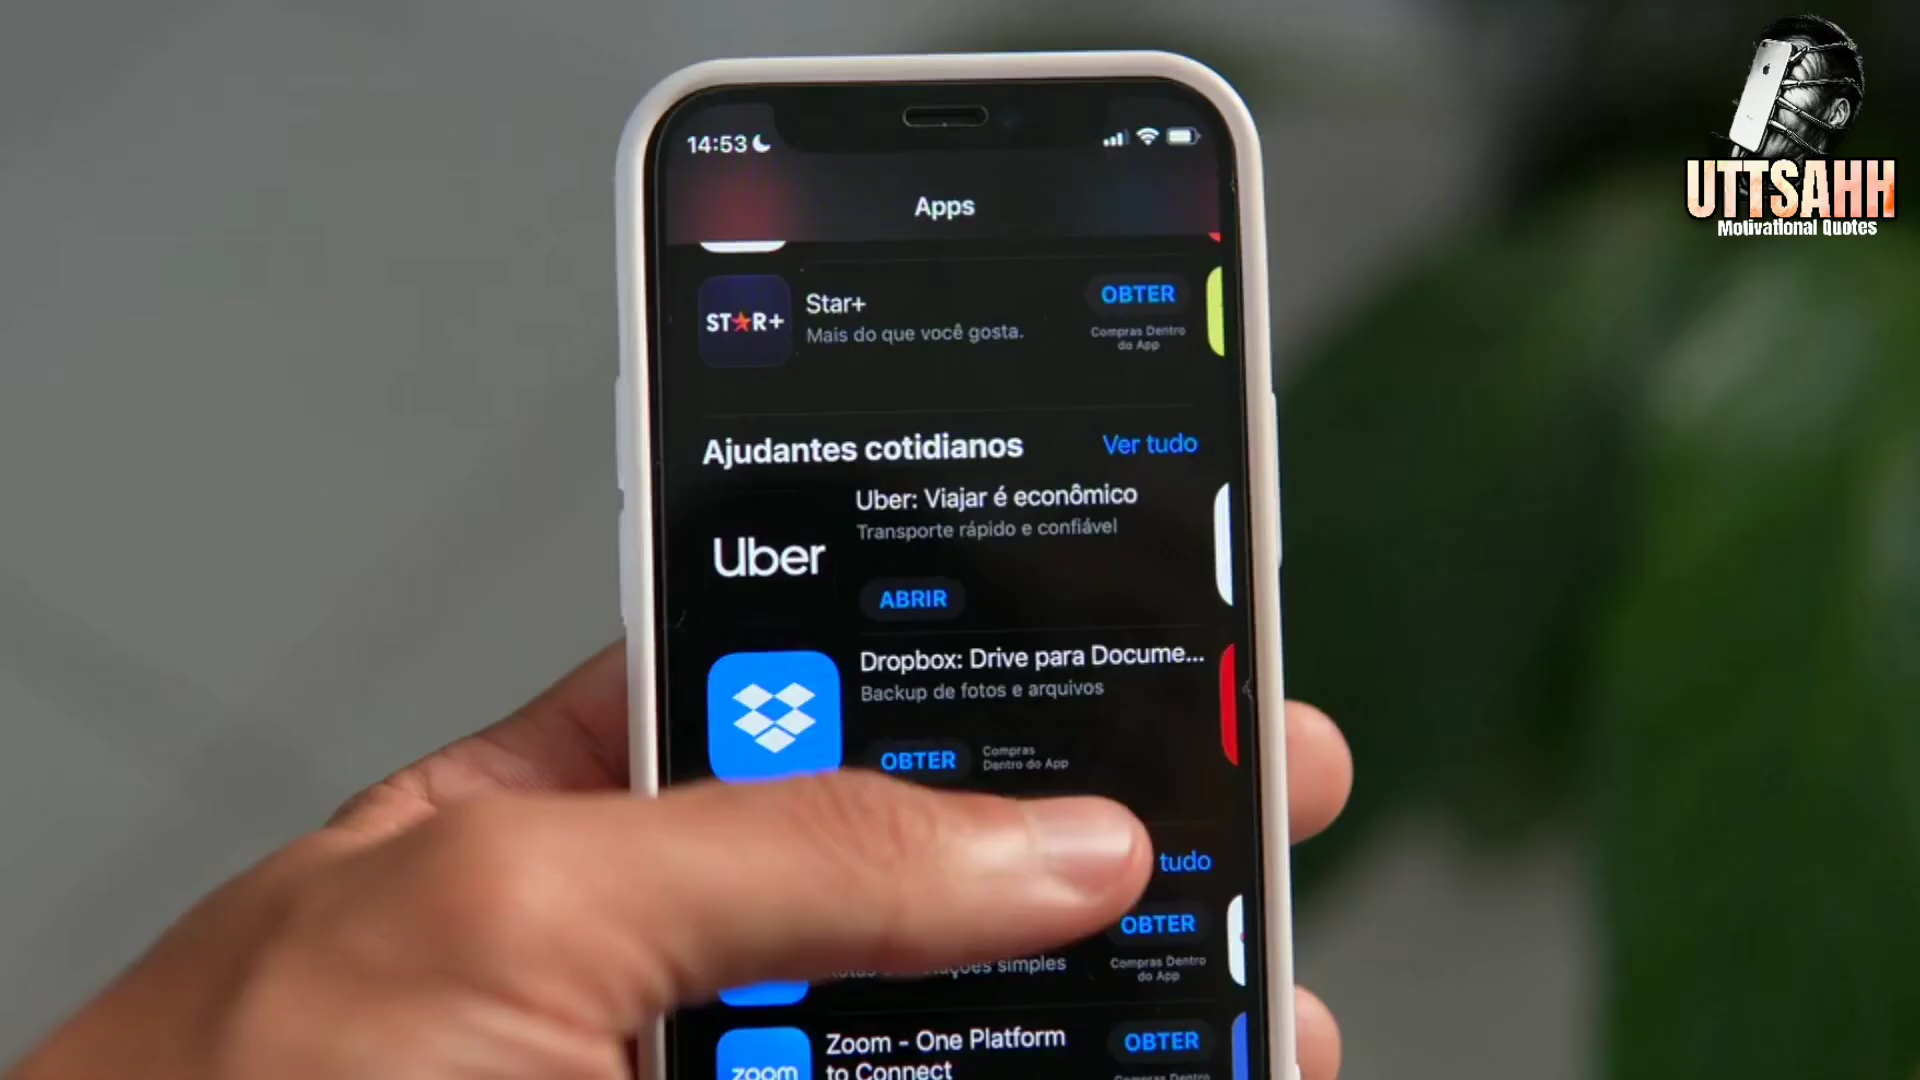 UTTSAHH
Motivational Quotes
14:53
Apps
ST★R+
Star+
Mais do que você gosta.
OBTER
Compras Dentro
do App
Ajudantes cotidianos
Ver tudo
Uber
Uber: Viajar é econômico
Transporte rápido e confiável
ABRIR
Dropbox: Drive para Docume...
Backup de fotos e arquivos
OBTER
Compras
Dentro do App
tudo
OBTER
simples
Compras Dentro
do App
zoom
Zoom - One Platform
to Connect
OBTER
Compras Dentro